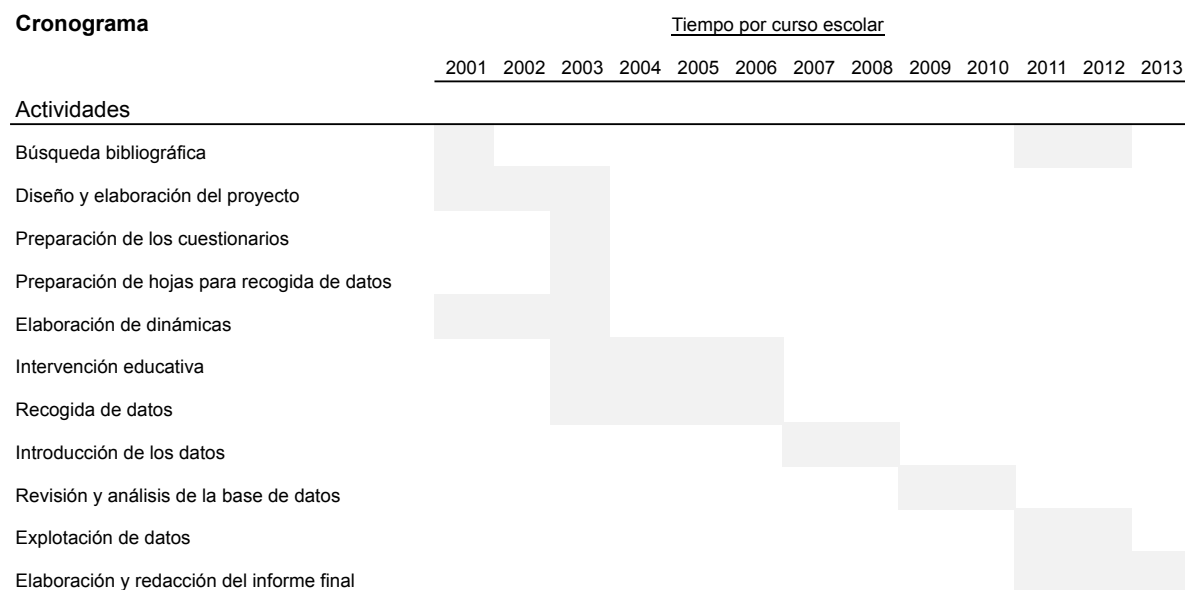 Cronograma
Tiempo por curso escolar
2001 2002 2003 2004 2005 2006 2007 2008 2009 2010 2011 2012 2013
Actividades
Búsqueda bibliográfica
Diseño y elaboración del proyecto
Preparación de los cuestionarios
Preparación de hojas para recogida de datos
Elaboración de dinámicas
Intervención educativa
Recogida de datos
Introducción de los datos
Revisión y análisis de la base de datos
Explotación de datos
Elaboración y redacción del informe final